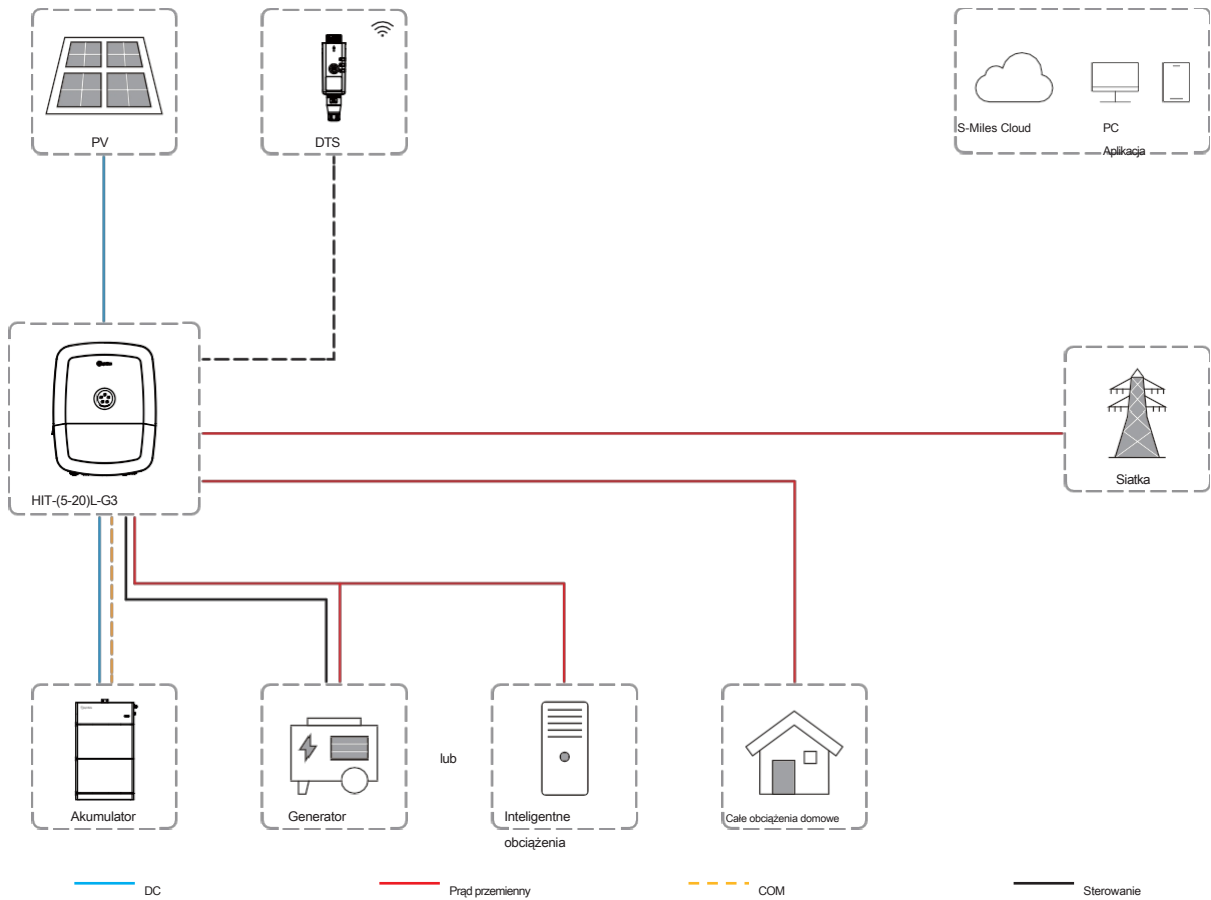 PV
DTS
S-Miles Cloud
PC
Aplikacja
HIT-(5-20)L-G3
Siatka
Akumulator
Generator
lub
Inteligentne
obciążenia
Całe obciążenia domowe
DC
Prąd przemienny
COM
Sterowanie